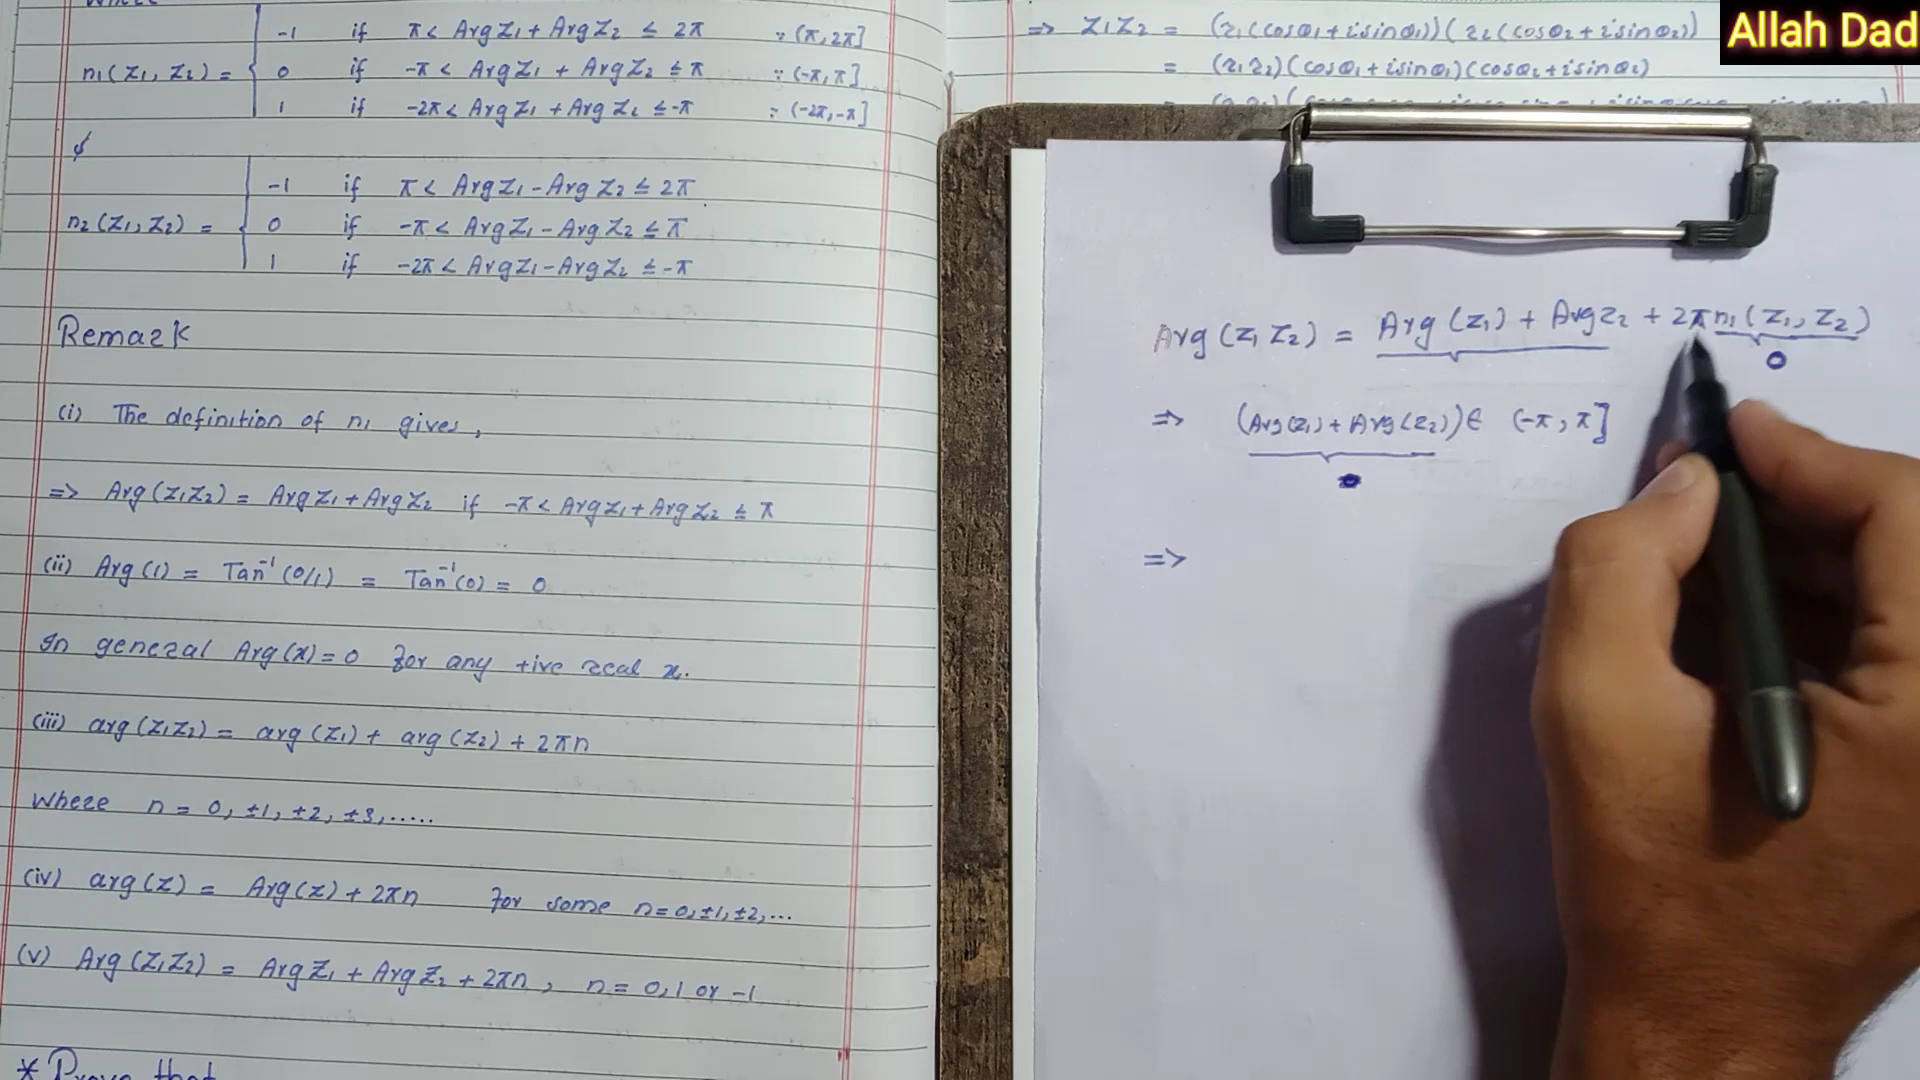 -1 if π < Arg Z1 + Arg Z2 ≤ 2π ∵ (π, 2π]
n1(Z1, Z2) = 0 if -π < Arg Z1 + Arg Z2 ≤ π ∵ (-π, π]
1 if -2π < Arg Z1 + Arg Z2 ≤ -π ∵ (-2π, -π]
&
-1 if π < Arg Z1 - Arg Z2 ≤ 2π
n2(Z1, Z2) = 0 if -π < Arg Z1 - Arg Z2 ≤ π
1 if -2π < Arg Z1 - Arg Z2 ≤ -π
Remark
(i) The definition of n1 gives,
=> Arg(Z1Z2) = Arg Z1 + Arg Z2 if -π < Arg Z1 + Arg Z2 ≤ π
(ii) Arg(1) = Tan⁻¹(0/1) = Tan⁻¹(0) = 0
In general Arg(x) = 0 for any +ive real x.
(iii) arg(Z1Z2) = arg(Z1) + arg(Z2) + 2πn
Where n = 0, ±1, ±2, ±3, .....
(iv) arg(z) = Arg(z) + 2πn for some n = 0, ±1, ±2, ...
(v) Arg(Z1Z2) = Arg Z1 + Arg Z2 + 2πn, n = 0, 1 or -1
* Prove that
=> Z1Z2 = (r1(cosθ1 + isinθ1))(r2(cosθ2 + isinθ2))
= (r1r2)(cosθ1 + isinθ1)(cosθ2 + isinθ2)
Allah Dad
Arg(Z1 Z2) = Arg(Z1) + Arg Z2 + 2π n1(Z1, Z2)
0
=> (Arg(Z1) + Arg(Z2)) ∈ (-π, π]
=>